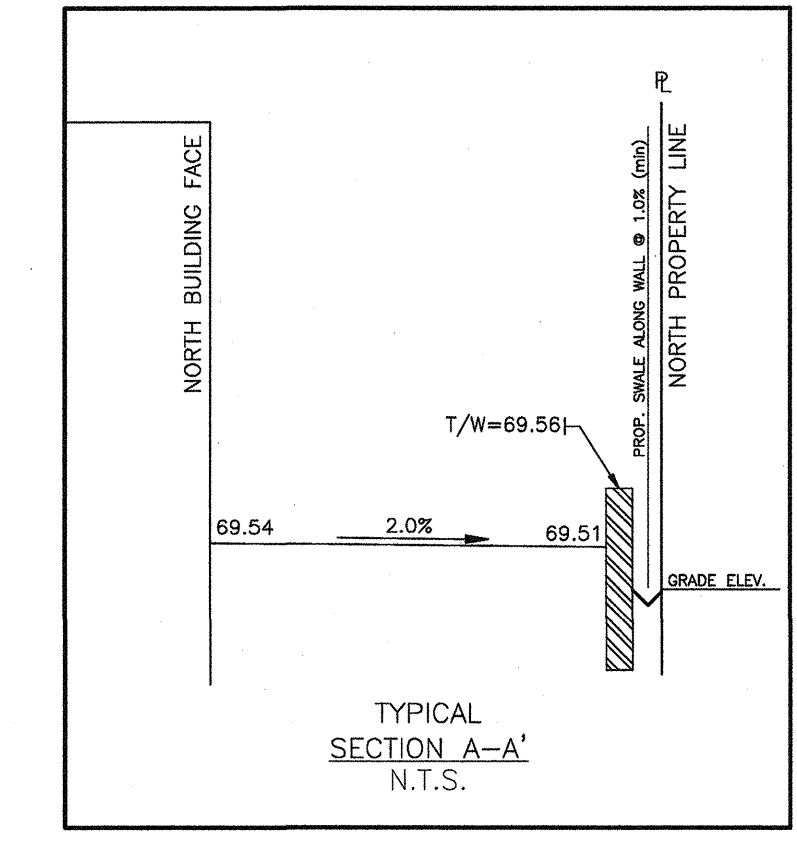 PL
NORTH BUILDING FACE
PROP. SWALE ALONG WALL @ 1.0% (min)
NORTH PROPERTY LINE
T/W=69.56
69.54
2.0%
69.51
GRADE ELEV.
TYPICAL
SECTION A-A'
N.T.S.